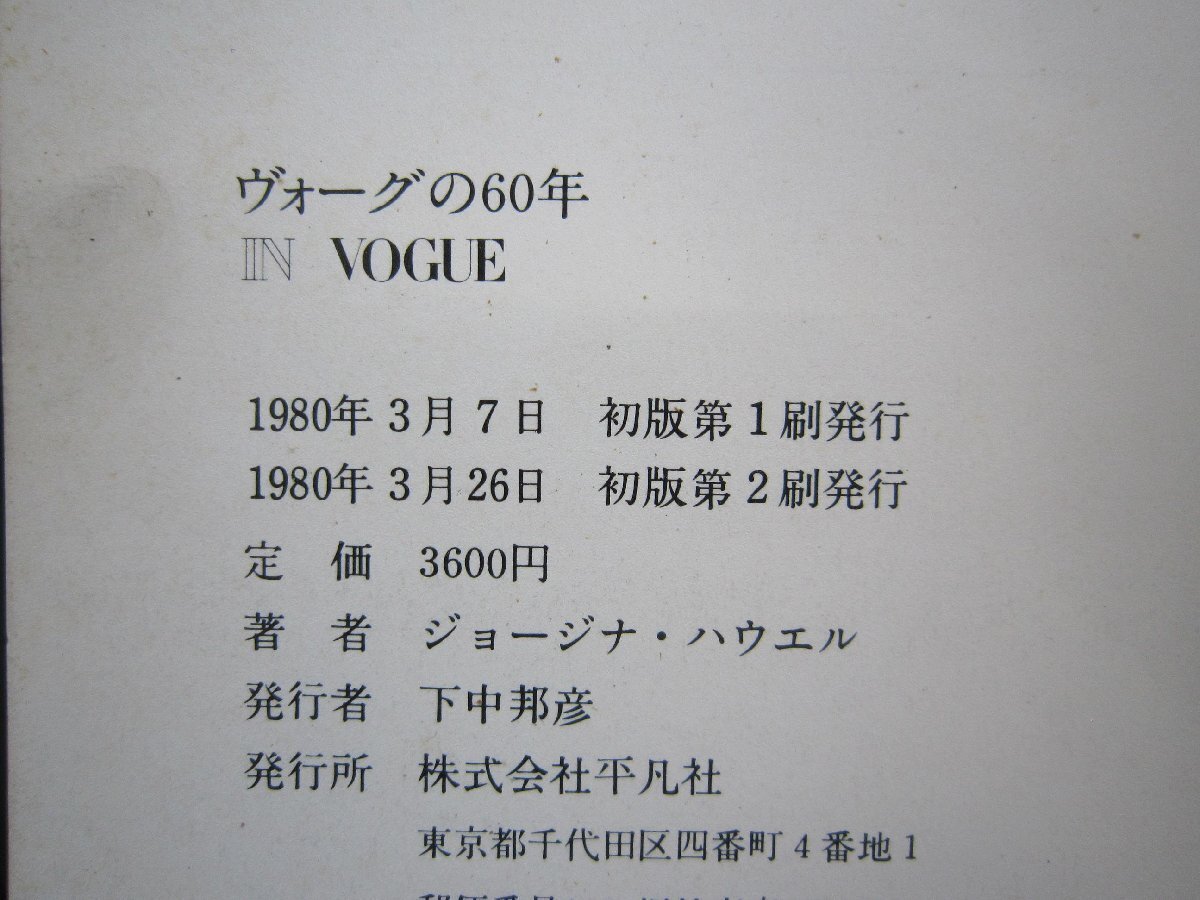 ヴォーグの60年
IN VOGUE
1980年3月7日 初版第1刷発行
1980年3月26日 初版第2刷発行
定 価 3600円
著 者 ジョージナ・ハウエル
発行者 下中邦彦
発行所 株式会社平凡社
東京都千代田区四番町4番地1